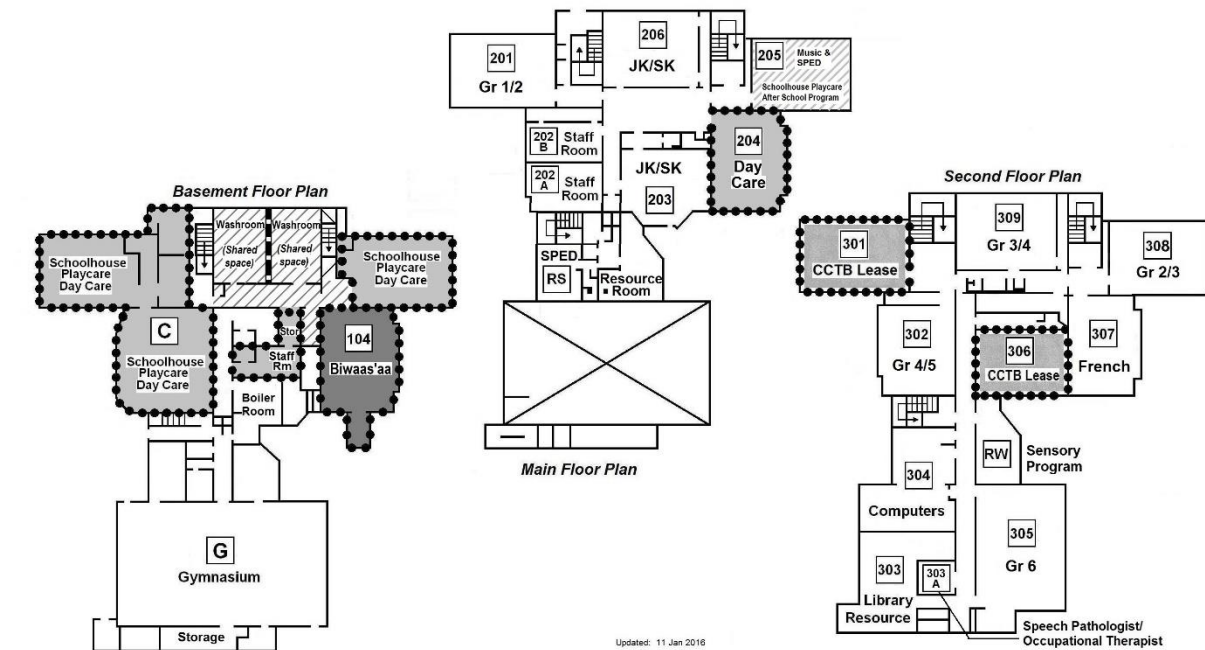 Basement Floor Plan
Washroom
(Shared
space)
Washroom
(Shared
space)
Schoolhouse
Playcare
Day Care
Schoolhouse
Playcare
Day Care
C
Schoolhouse
Playcare
Day Care
Stor
Staff
Rm
104
Biwaas'aa
Boiler
Room
G
Gymnasium
Storage
206
JK/SK
201
Gr 1/2
205
Music &
SPED
Schoolhouse Playcare
After School Program
202
B
Staff
Room
204
Day
Care
202
A
Staff
Room
JK/SK
203
SPED
RS
Resource
Room
Main Floor Plan
Second Floor Plan
309
Gr 3/4
301
CCTB Lease
308
Gr 2/3
302
Gr 4/5
306
CCTB Lease
307
French
304
Computers
RW
Sensory
Program
305
Gr 6
303
Library
Resource
303
A
Speech Pathologist/
Occupational Therapist
Updated: 11 Jan 2016